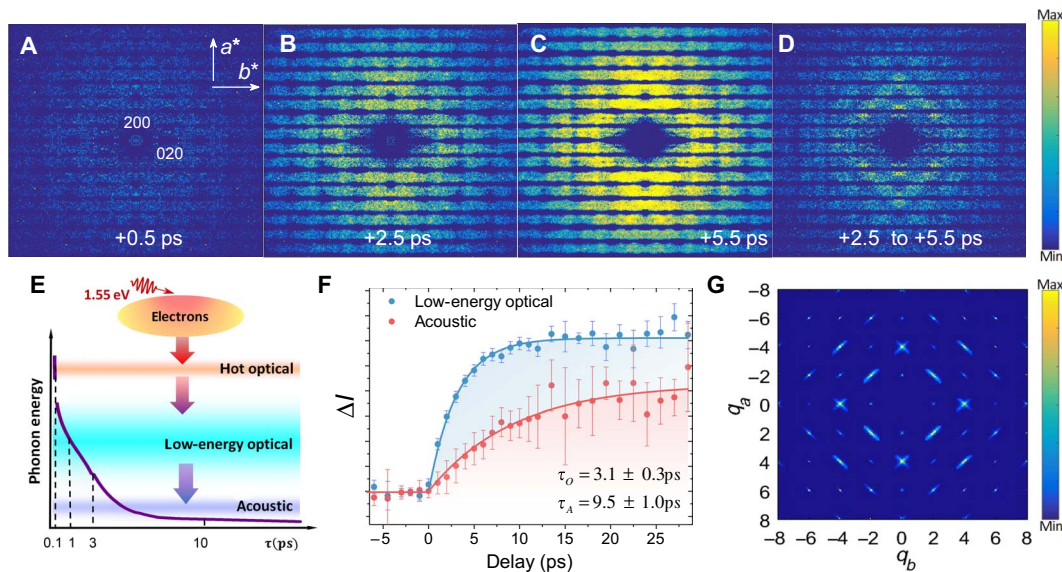 A
a*
b*
200
020
+0.5 ps
B
+2.5 ps
C
+5.5 ps
D
+2.5 to +5.5 ps
Max
Min
E
1.55 eV
Electrons
Hot optical
Low-energy optical
Acoustic
Phonon energy
0.1 1 3 10 τ(ps)
F
Low-energy optical
Acoustic
ΔI
τO = 3.1 ± 0.3ps
τA = 9.5 ± 1.0ps
−5 0 5 10 15 20 25
Delay (ps)
G
−8
−6
−4
−2
0
2
4
6
8
qa
−8 −6 −4 −2 0 2 4 6 8
qb
Max
Min